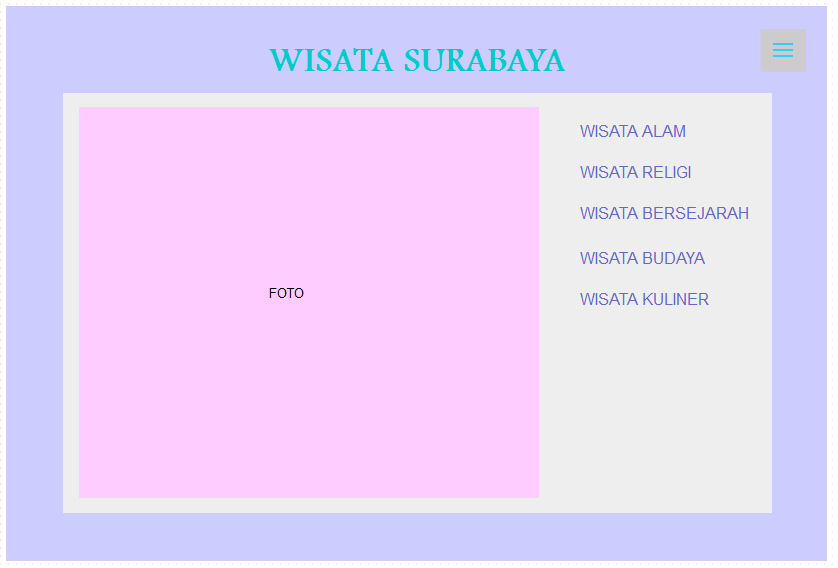 WISATA SURABAYA
FOTO
WISATA ALAM
WISATA RELIGI
WISATA BERSEJARAH
WISATA BUDAYA
WISATA KULINER